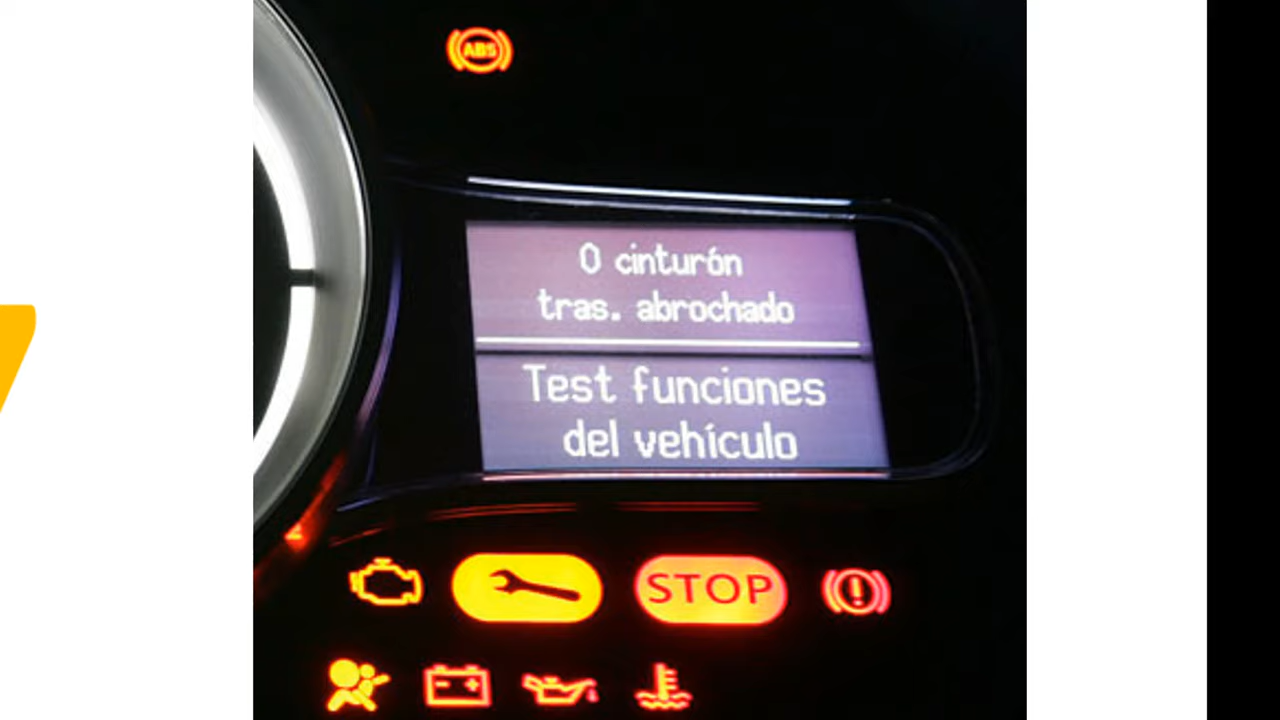 ABS
0 cinturón
tras. abrochado
Test funciones
del vehículo
STOP